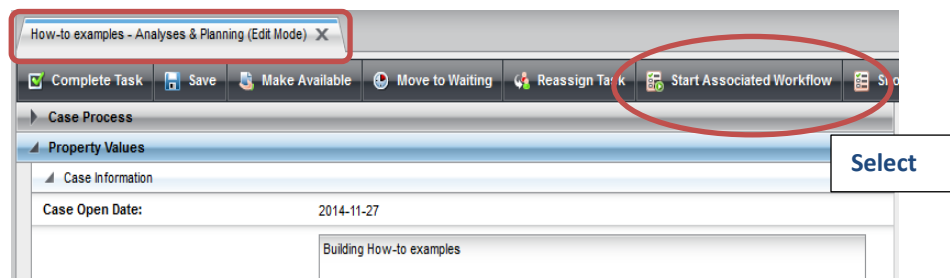 How-to examples - Analyses & Planning (Edit Mode) X
Complete Task Save Make Available Move to Waiting Reassign Task Start Associated Workflow
Case Process
Property Values
Select
Case Information
Case Open Date: 2014-11-27
Building How-to examples